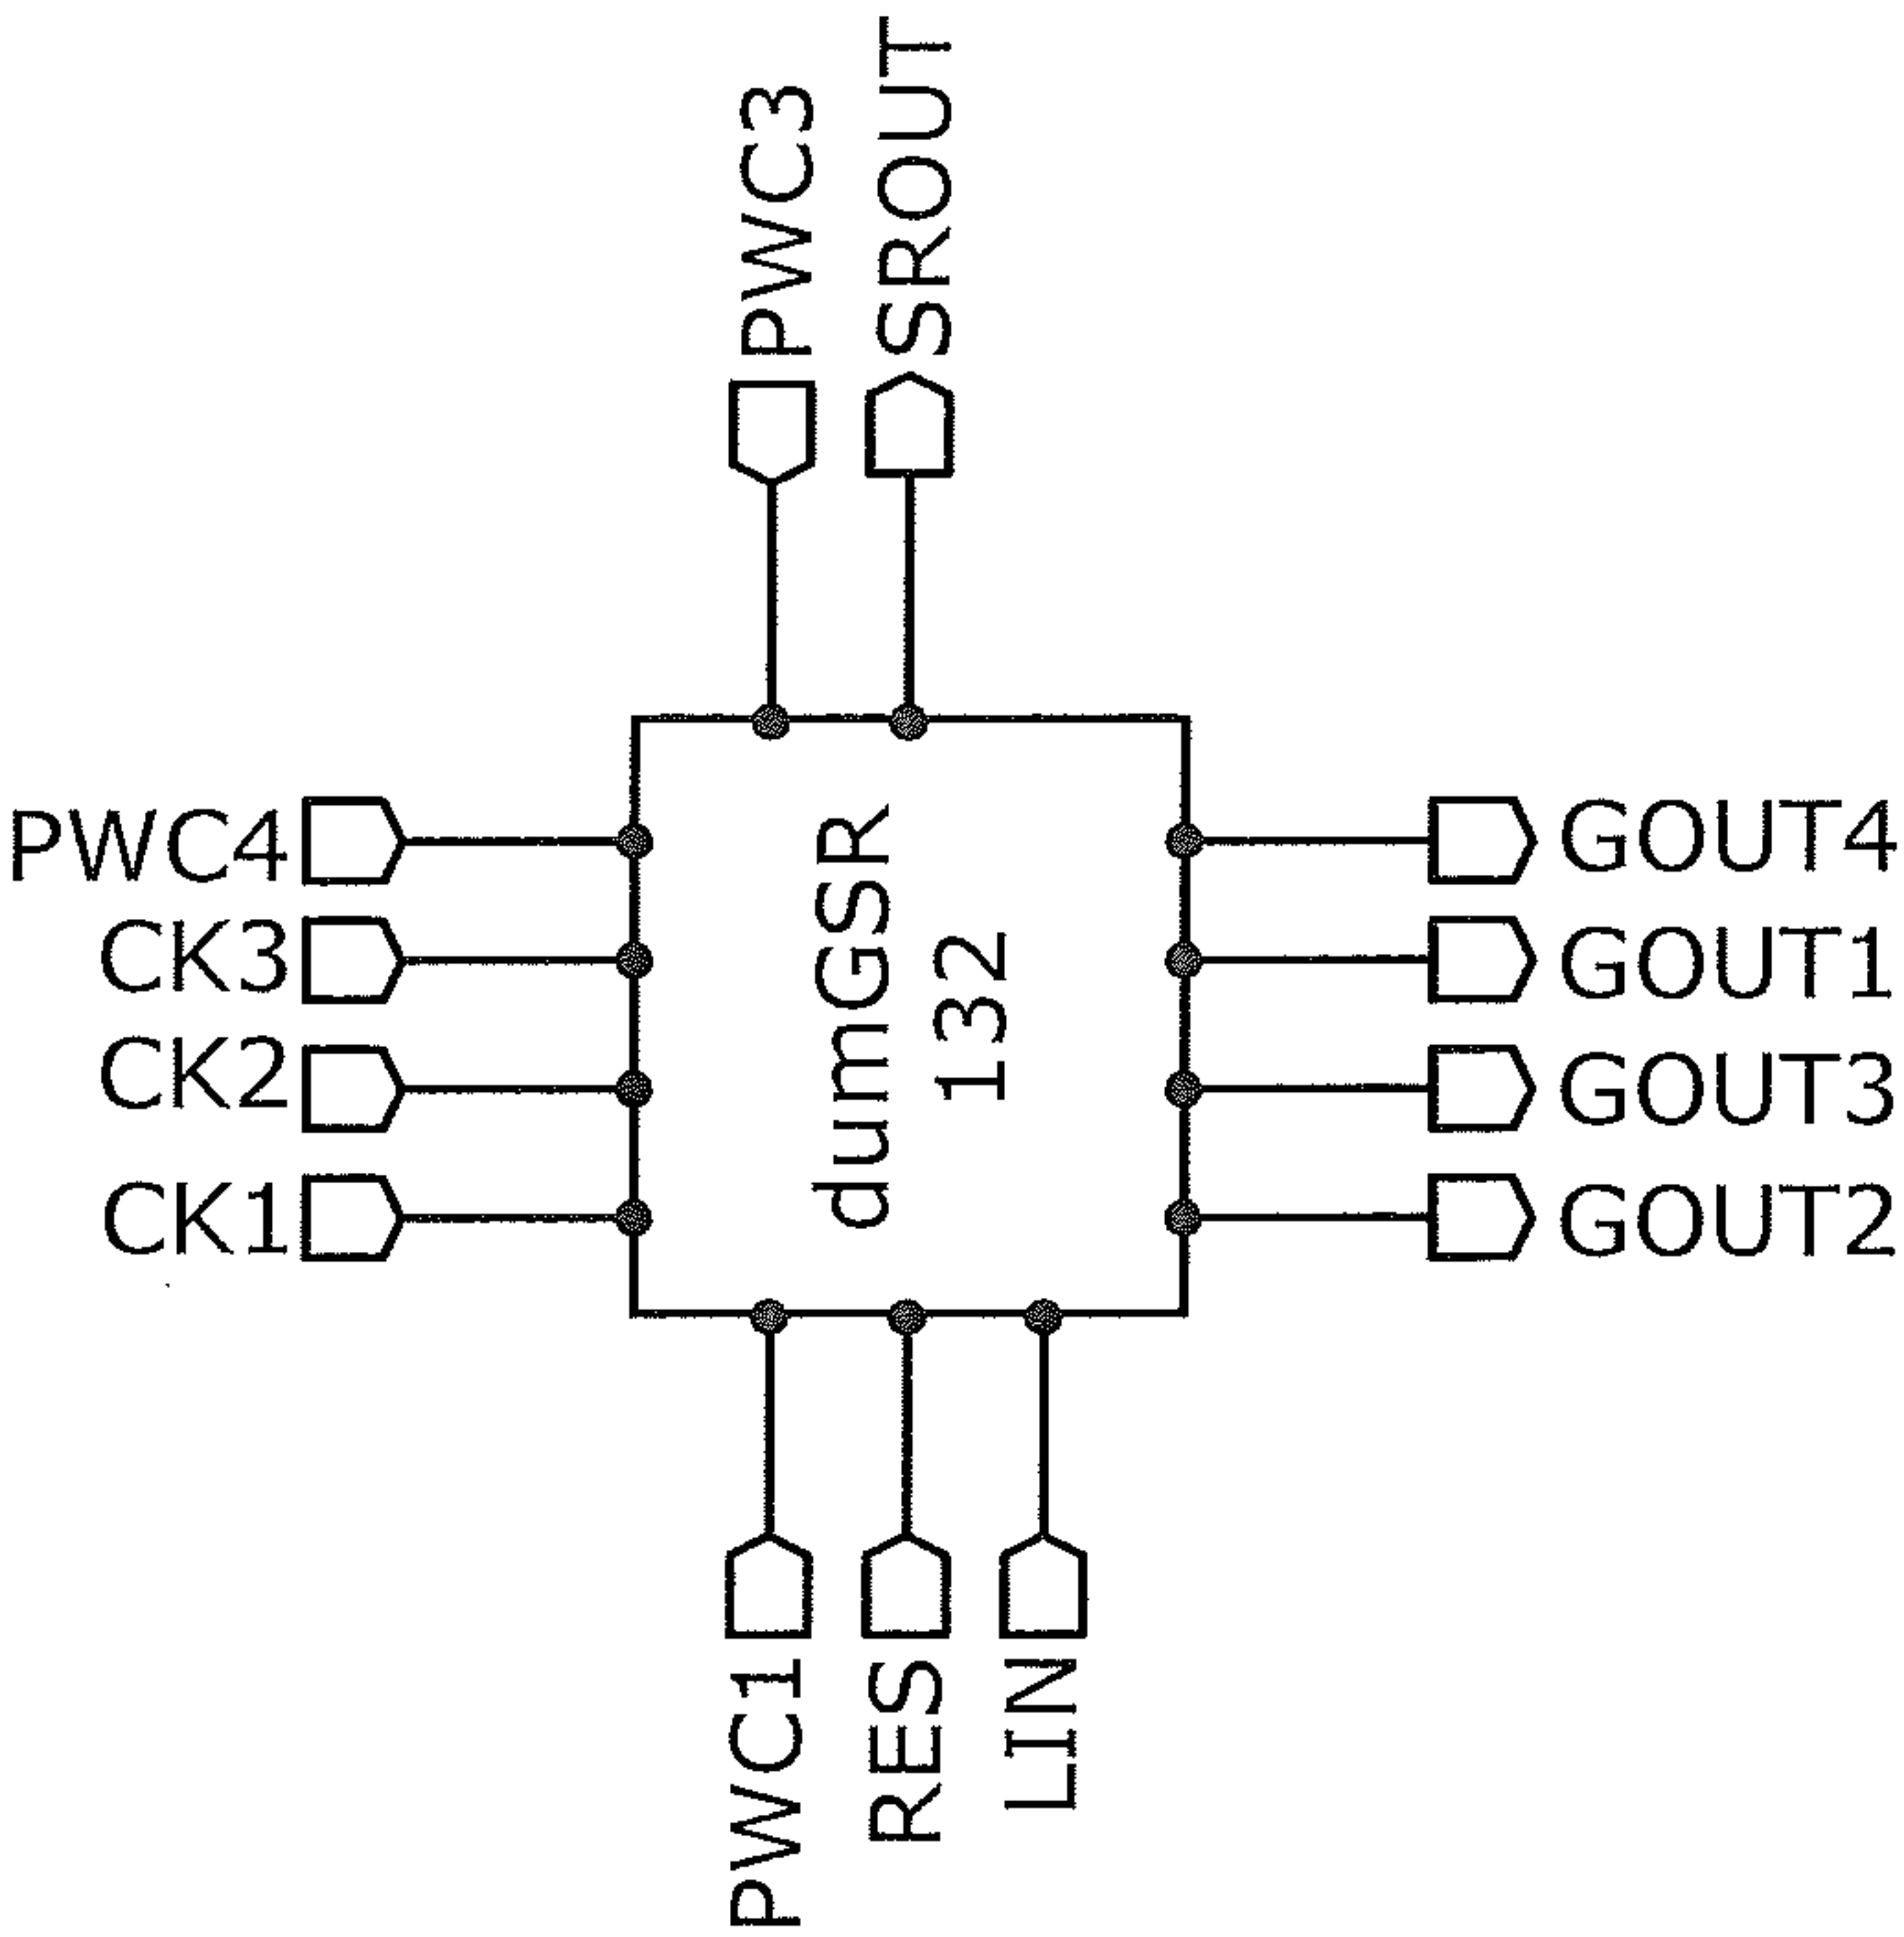 PWC3
SROUT
PWC4
CK3
CK2
CK1
dumGSR
132
GOUT4
GOUT1
GOUT3
GOUT2
PWC1
RES
LIN